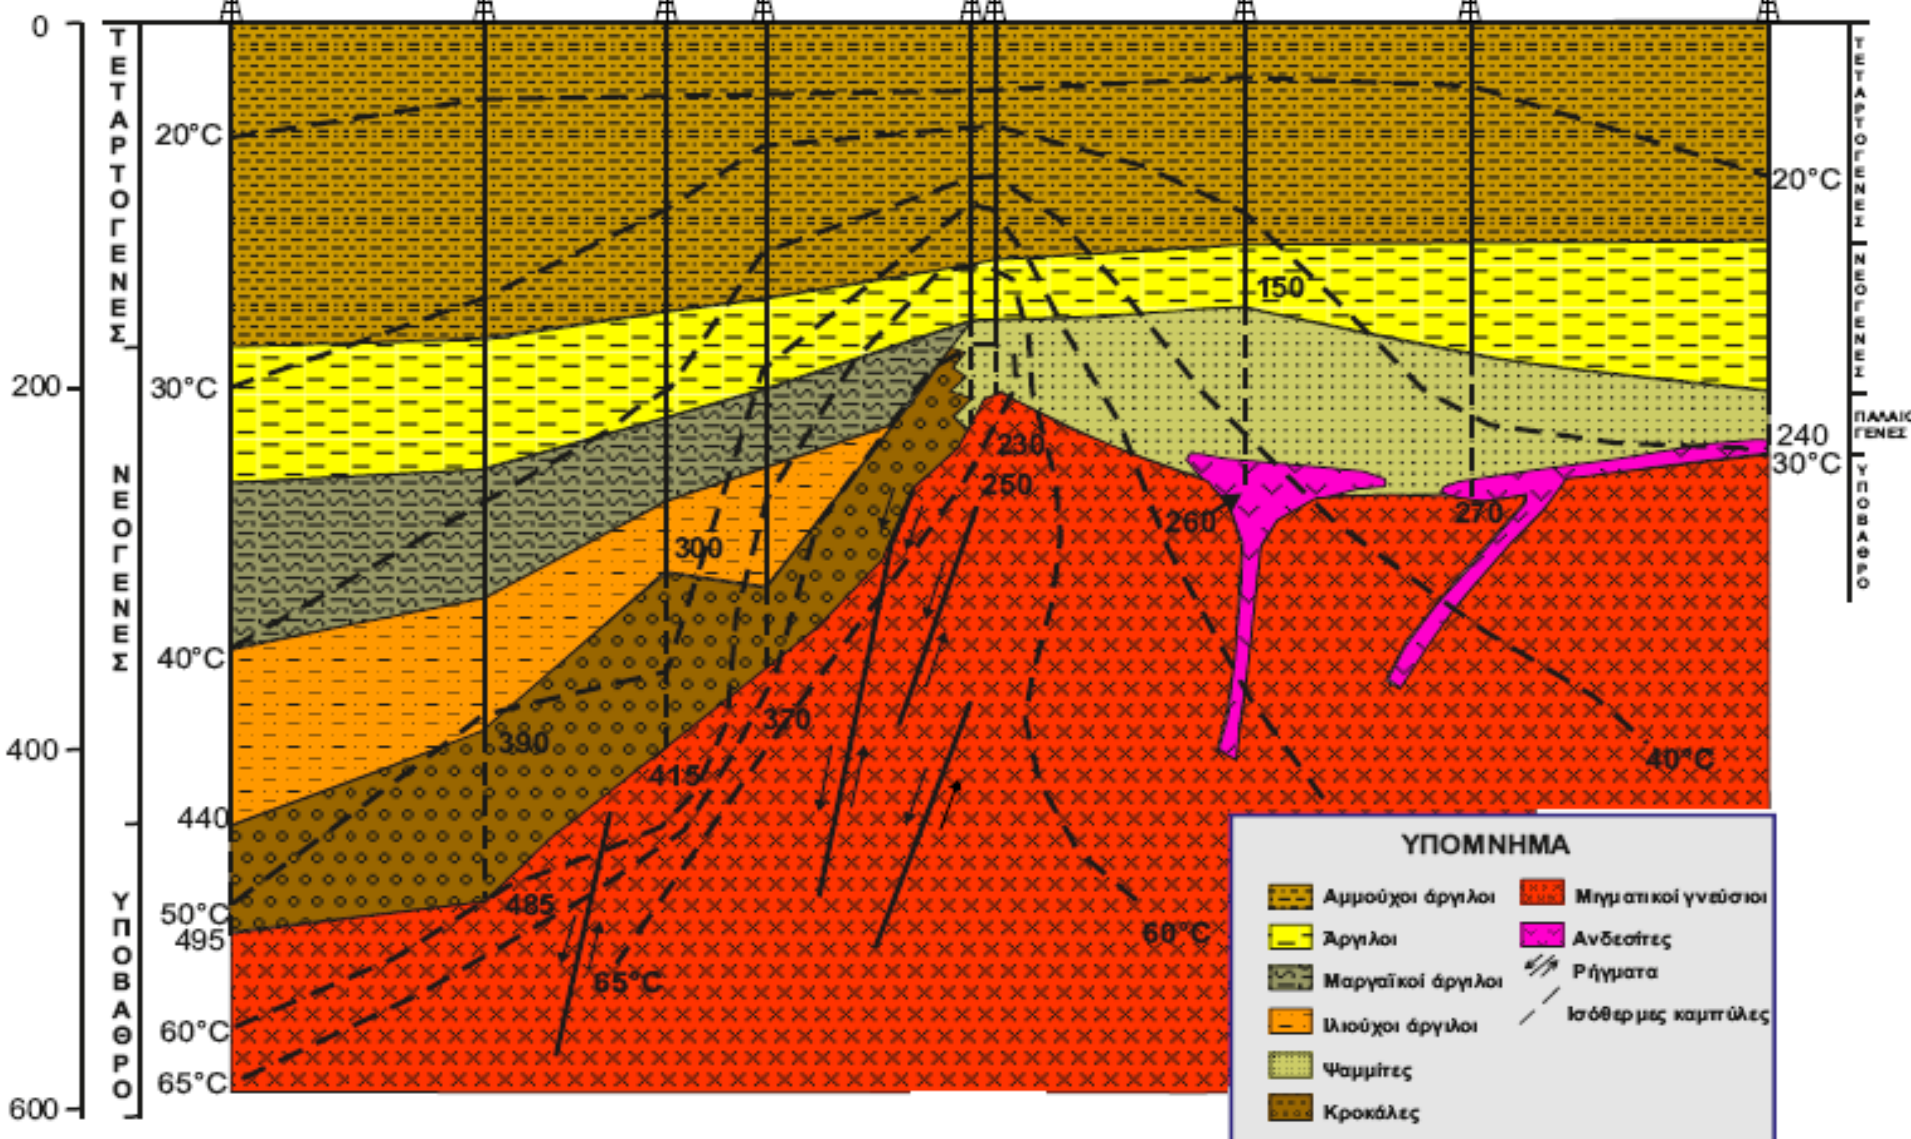 0
200
400
600
ΤΕΤΑΡΤΟΓΕΝΕΣ
ΝΕΟΓΕΝΕΣ
ΥΠΟΒΑΘΡΟ
20°C
30°C
40°C
440
50°C
495
60°C
65°C
150
230
250
260
270
300
370
390
415
485
65°C
60°C
40°C
20°C
240
30°C
ΤΕΤΑΡΤΟΓΕΝΕΣ
ΝΕΟΓΕΝΕΣ
ΠΑΛΑΙΟ
ΓΕΝΕΣ
ΥΠΟΒΑΘΡΟ
ΥΠΟΜΝΗΜΑ
Αμμούχοι άργιλοι
Άργιλοι
Μαργαϊκοί άργιλοι
Ιλιούχοι άργιλοι
Ψαμμίτες
Κροκάλες
Μιγματικοί γνεύσιοι
Ανδεσίτες
Ρήγματα
Ισόθερμες καμπύλες